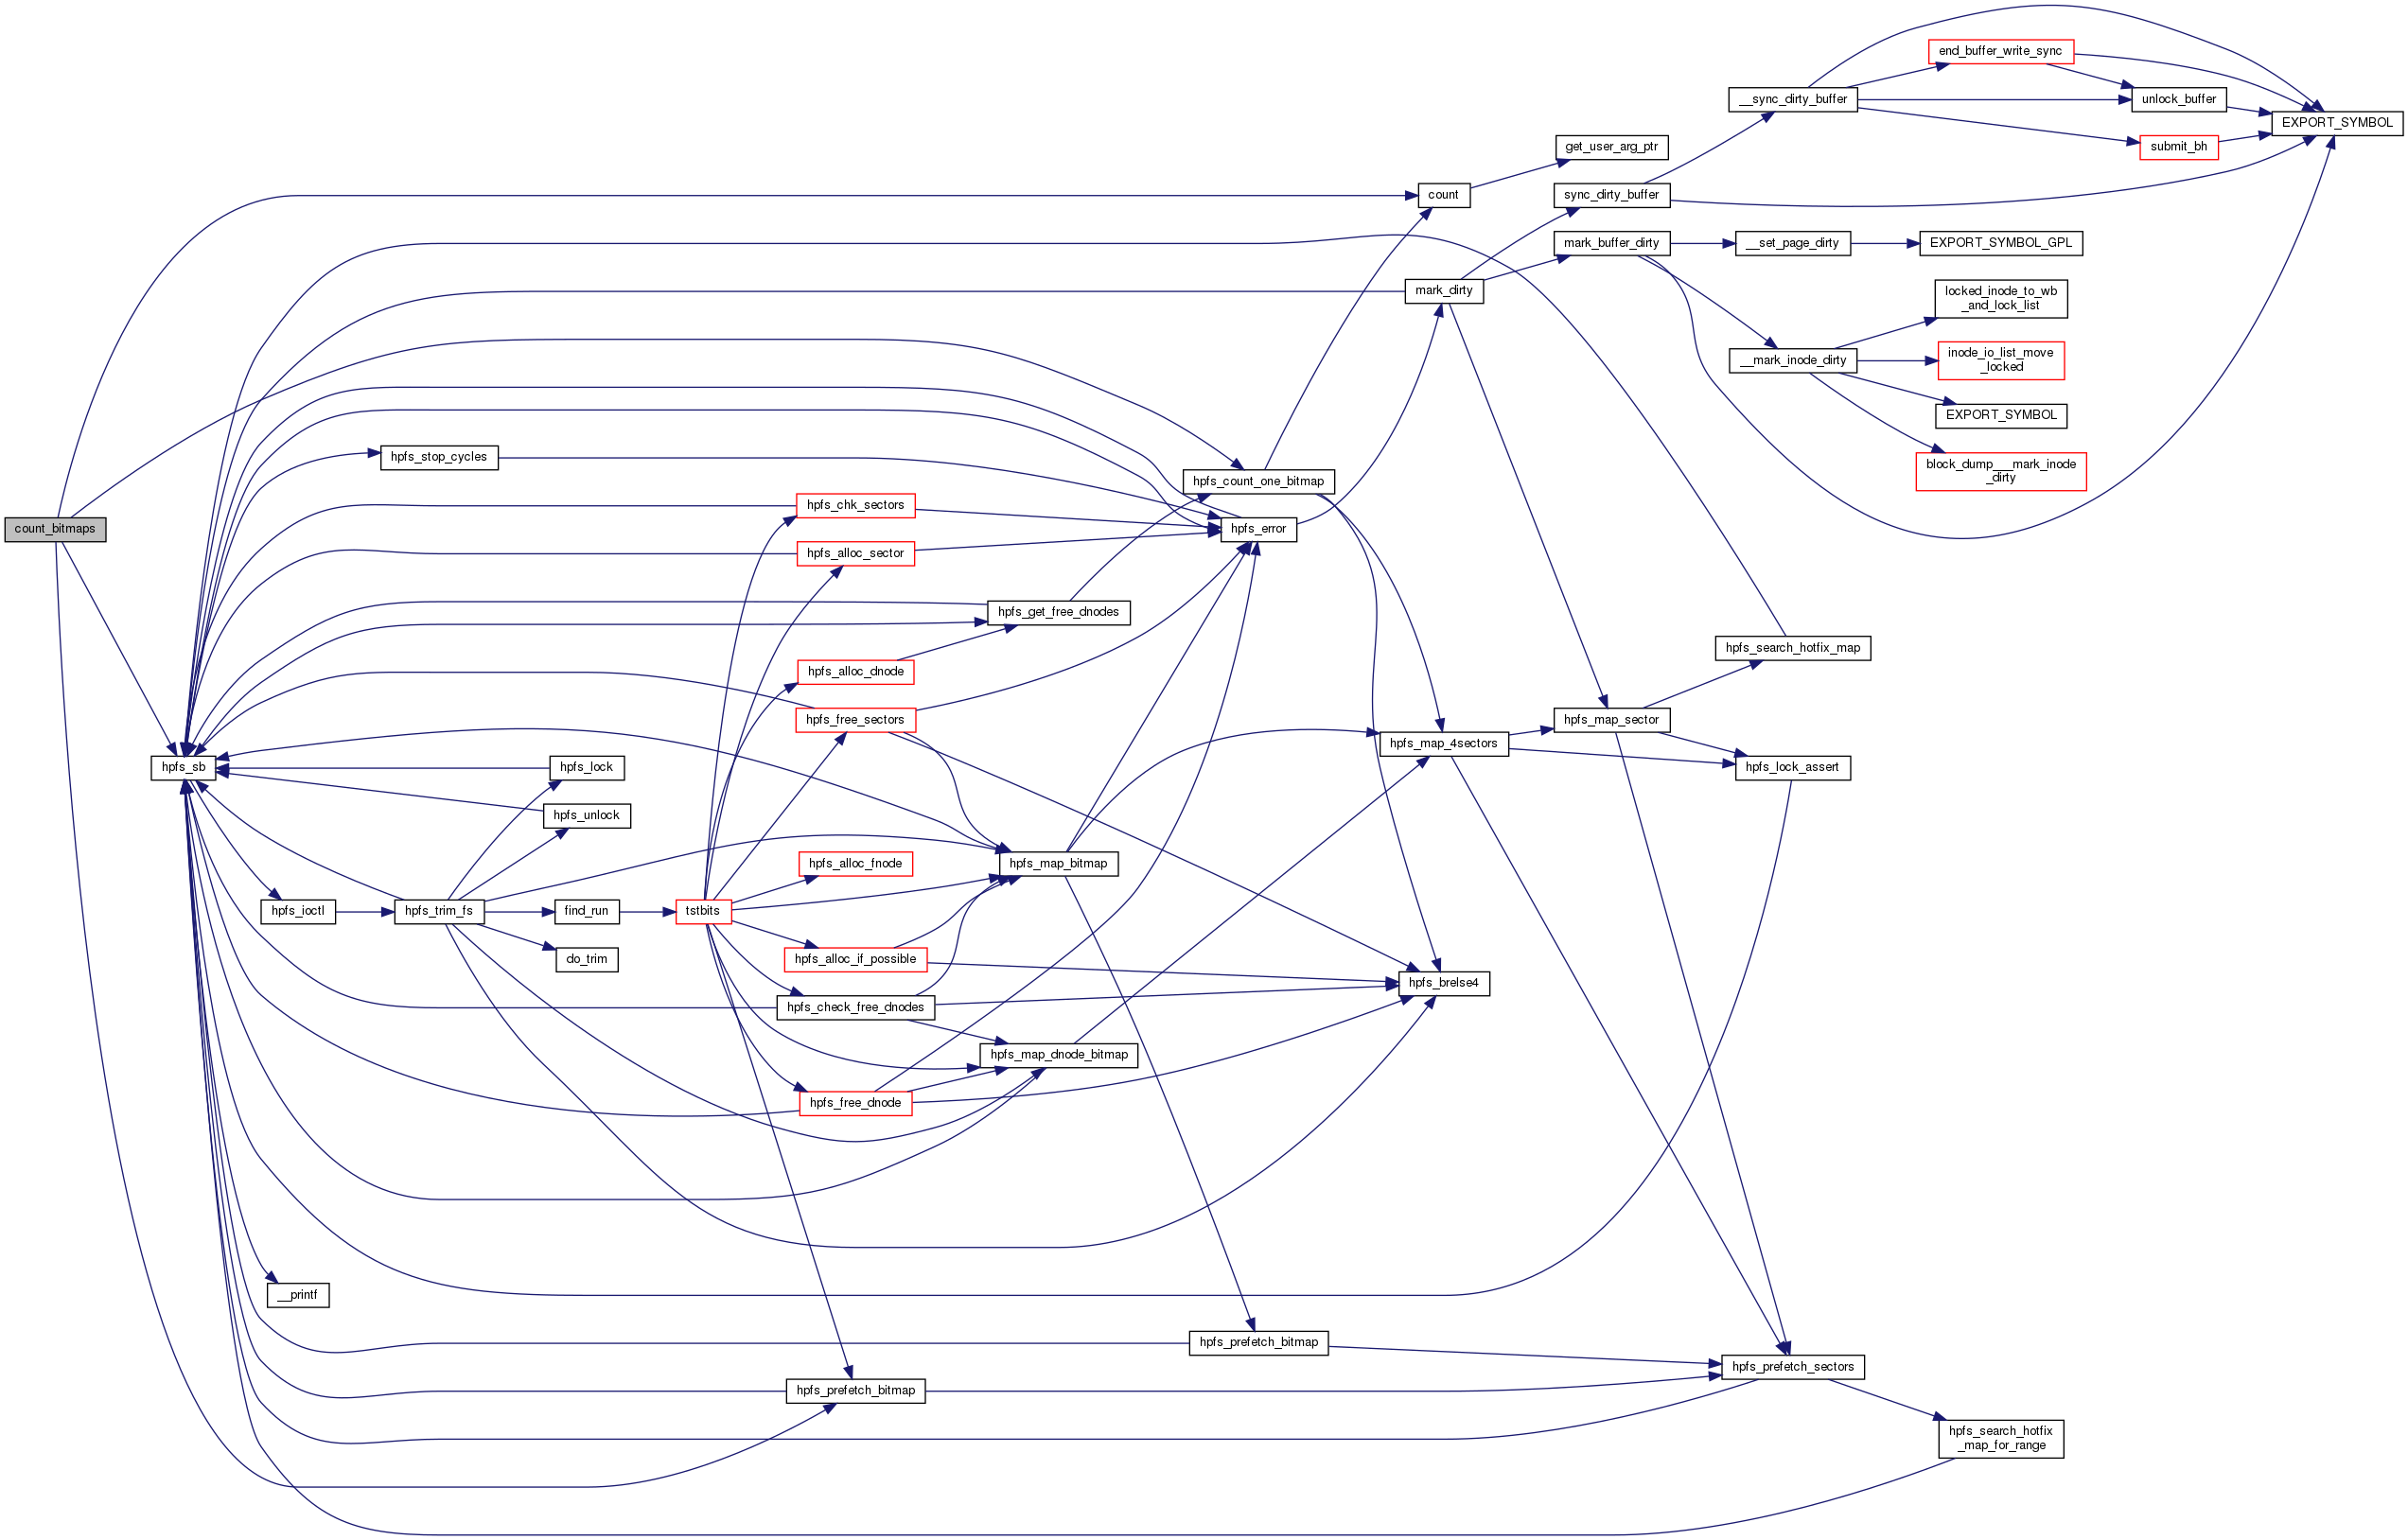 end_buffer_write_sync
__sync_dirty_buffer
unlock_buffer
EXPORT_SYMBOL
get_user_arg_ptr
submit_bh
count
sync_dirty_buffer
mark_buffer_dirty
__set_page_dirty
EXPORT_SYMBOL_GPL
mark_dirty
locked_inode_to_wb
_and_lock_list
__mark_inode_dirty
inode_io_list_move
_locked
EXPORT_SYMBOL
hpfs_stop_cycles
block_dump___mark_inode
_dirty
hpfs_count_one_bitmap
hpfs_chk_sectors
count_bitmaps
hpfs_error
hpfs_alloc_sector
hpfs_get_free_dnodes
hpfs_search_hotfix_map
hpfs_alloc_dnode
hpfs_free_sectors
hpfs_map_sector
hpfs_map_4sectors
hpfs_sb
hpfs_lock
hpfs_lock_assert
hpfs_unlock
hpfs_alloc_fnode
hpfs_map_bitmap
hpfs_ioctl
hpfs_trim_fs
find_run
tstbits
do_trim
hpfs_alloc_if_possible
hpfs_brelse4
hpfs_check_free_dnodes
hpfs_map_dnode_bitmap
hpfs_free_dnode
__printf
hpfs_prefetch_bitmap
hpfs_prefetch_sectors
hpfs_prefetch_bitmap
hpfs_search_hotfix
_map_for_range